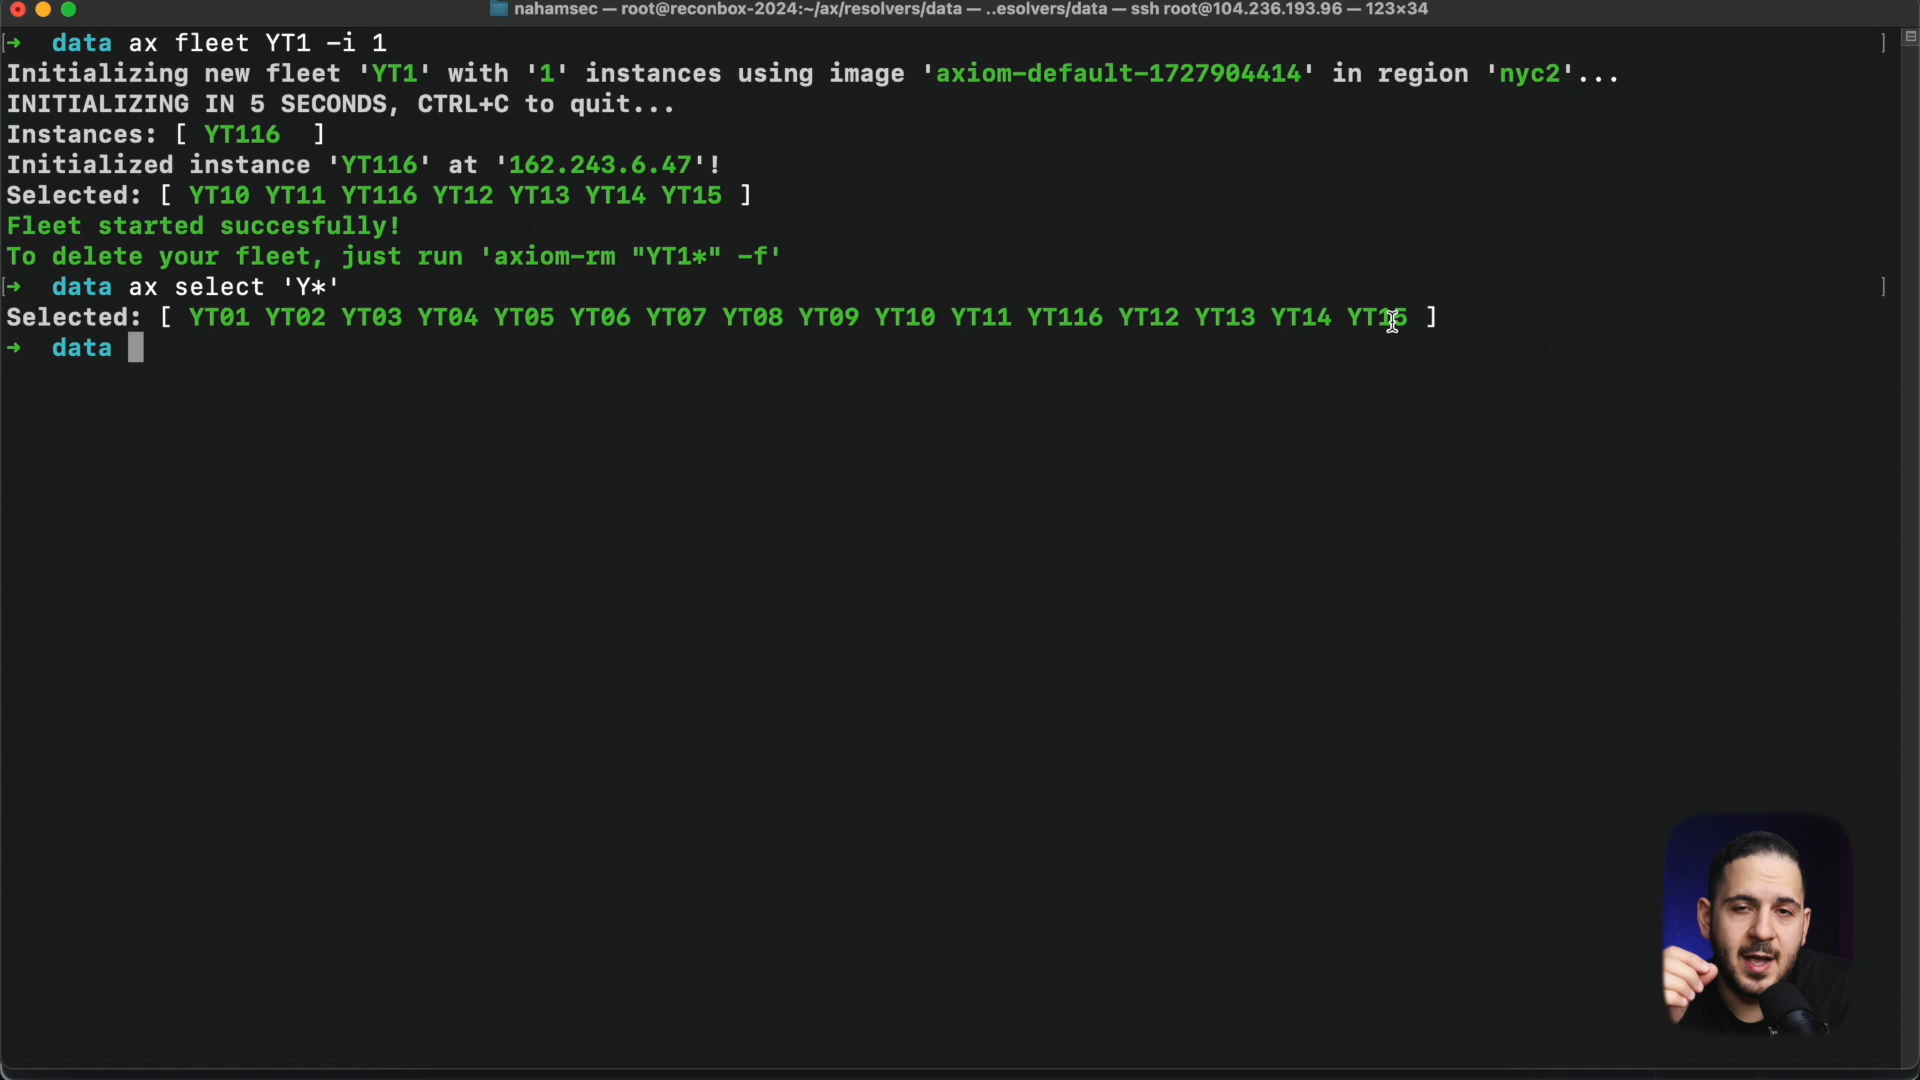 nahamsec — root@reconbox-2024:~/ax/resolvers/data — ..esolvers/data — ssh root@104.236.193.96 — 123×34
[➜  data ax fleet YT1 -i 1 ]
Initializing new fleet 'YT1' with '1' instances using image 'axiom-default-1727904414' in region 'nyc2'...
INITIALIZING IN 5 SECONDS, CTRL+C to quit...
Instances: [ YT116  ]
Initialized instance 'YT116' at '162.243.6.47'!
Selected: [ YT10 YT11 YT116 YT12 YT13 YT14 YT15 ]
Fleet started succesfully!
To delete your fleet, just run 'axiom-rm "YT1*" -f'
[➜  data ax select 'Y*' ]
Selected: [ YT01 YT02 YT03 YT04 YT05 YT06 YT07 YT08 YT09 YT10 YT11 YT116 YT12 YT13 YT14 YT15 ]
➜  data